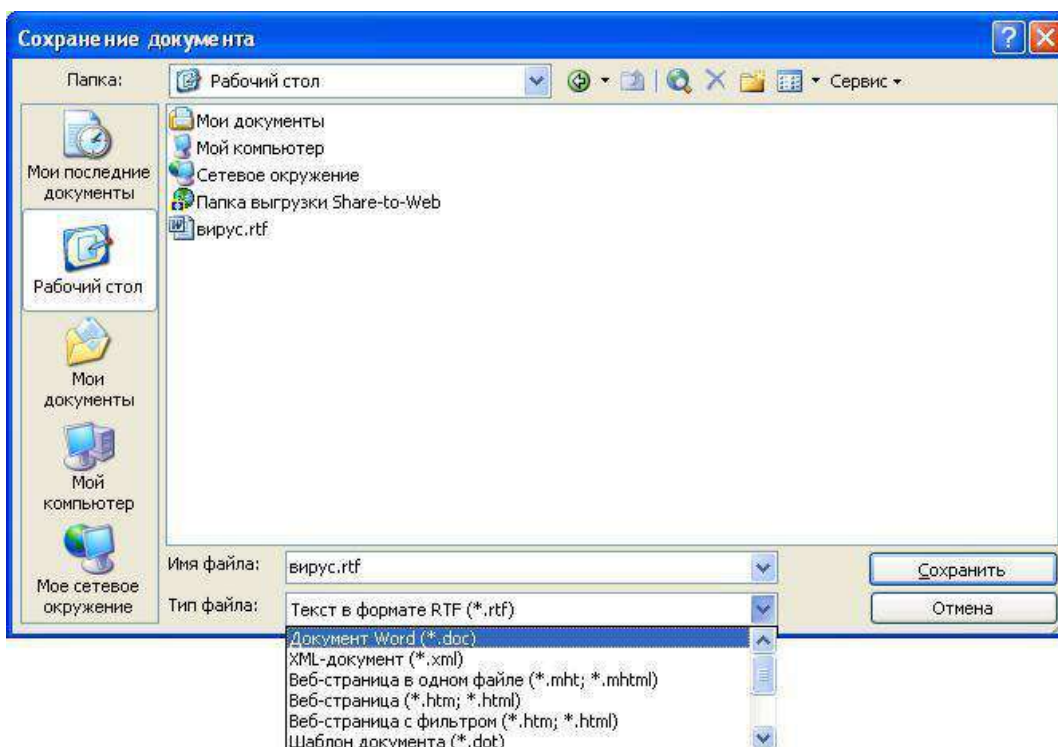 Сохранение документа
Папка:
Рабочий стол
Сервис
Мои последние
документы
Рабочий стол
Мои
документы
Мой
компьютер
Мое сетевое
окружение
Мои документы
Мой компьютер
Сетевое окружение
Папка выгрузки Share-to-Web
вирус.rtf
Имя файла:
вирус.rtf
Сохранить
Тип файла:
Текст в формате RTF (*.rtf)
Отмена
Документ Word (*.doc)
XML-документ (*.xml)
Веб-страница в одном файле (*.mht; *.mhtml)
Веб-страница (*.htm; *.html)
Веб-страница с фильтром (*.htm; *.html)
Шаблон документа (*.dot)